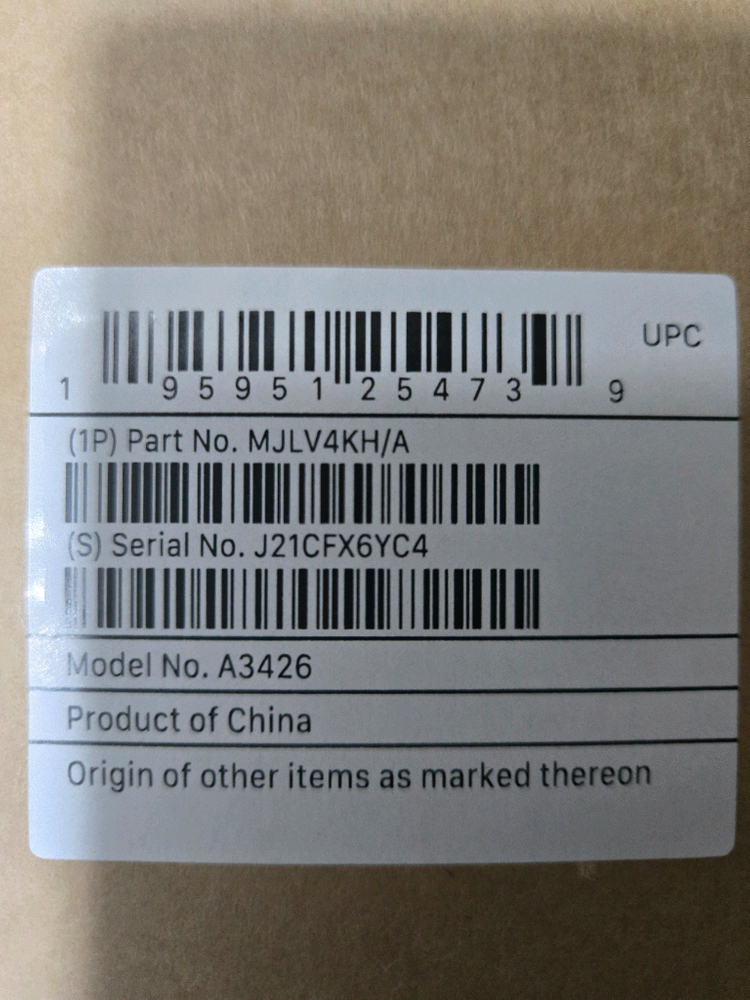 UPC
1 95951 25473 9
(1P) Part No. MJLV4KH/A
(S) Serial No. J21CFX6YC4
Model No. A3426
Product of China
Origin of other items as marked thereon